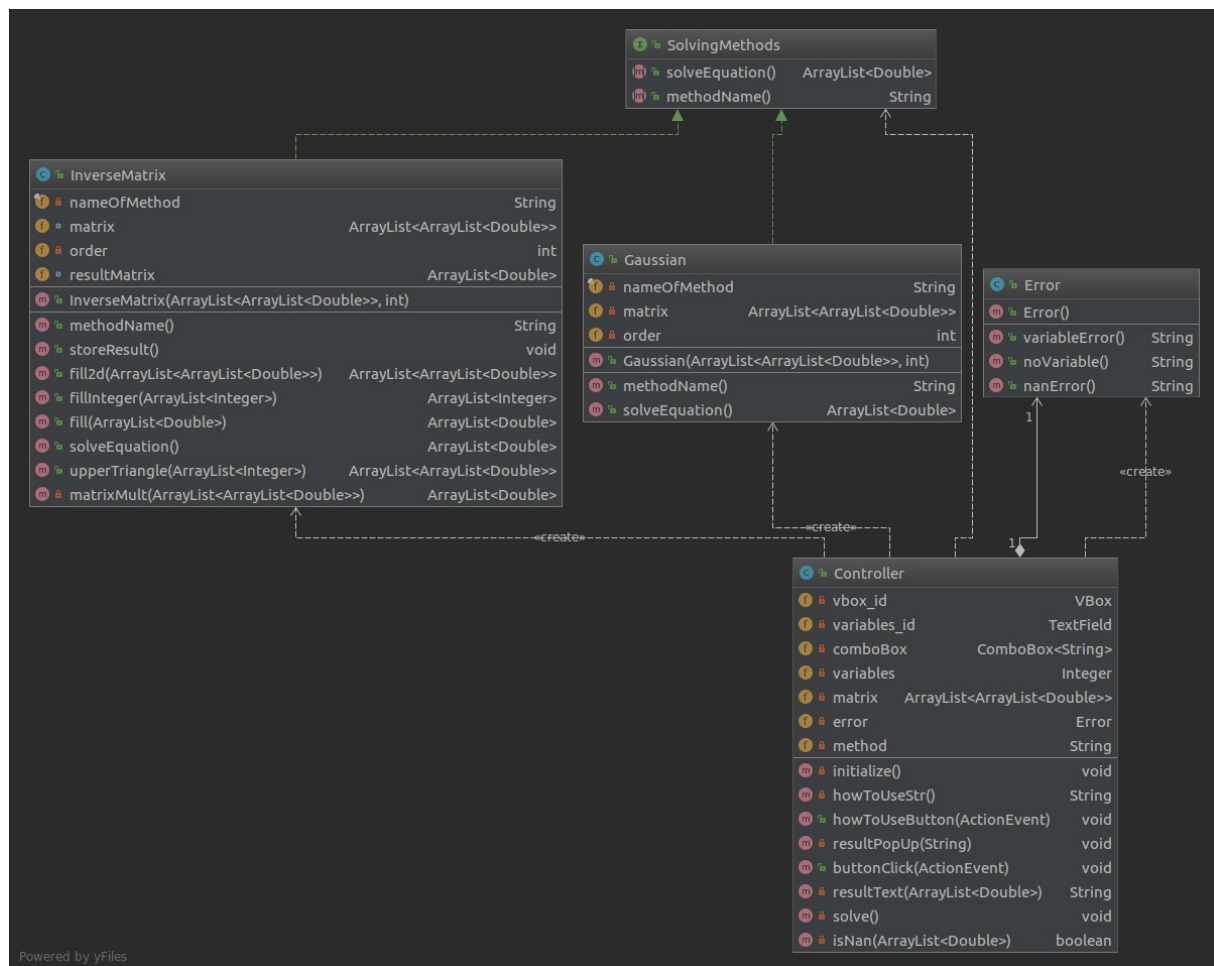 SolvingMethods
solveEquation() ArrayList<Double>
methodName() String
InverseMatrix
nameOfMethod String
matrix ArrayList<ArrayList<Double>>
order int
resultMatrix ArrayList<Double>
InverseMatrix(ArrayList<ArrayList<Double>>, int)
methodName() String
storeResult() void
fill2d(ArrayList<ArrayList<Double>>) ArrayList<ArrayList<Double>>
fillInteger(ArrayList<Integer>) ArrayList<Integer>
fill(ArrayList<Double>) ArrayList<Double>
solveEquation() ArrayList<Double>
upperTriangle(ArrayList<Integer>) ArrayList<ArrayList<Double>>
matrixMult(ArrayList<ArrayList<Double>>) ArrayList<Double>
Gaussian
nameOfMethod String
matrix ArrayList<ArrayList<Double>>
order int
Gaussian(ArrayList<ArrayList<Double>>, int)
methodName() String
solveEquation() ArrayList<Double>
Error
Error()
variableError() String
noVariable() String
nanError() String
1
«create»
«create»
«create»
1
Controller
vbox_id VBox
variables_id TextField
comboBox ComboBox<String>
variables Integer
matrix ArrayList<ArrayList<Double>>
error Error
method String
initialize() void
howToUseStr() String
howToUseButton(ActionEvent) void
resultPopUp(String) void
buttonClick(ActionEvent) void
resultText(ArrayList<Double>) String
solve() void
isNan(ArrayList<Double>) boolean
Powered by yFiles